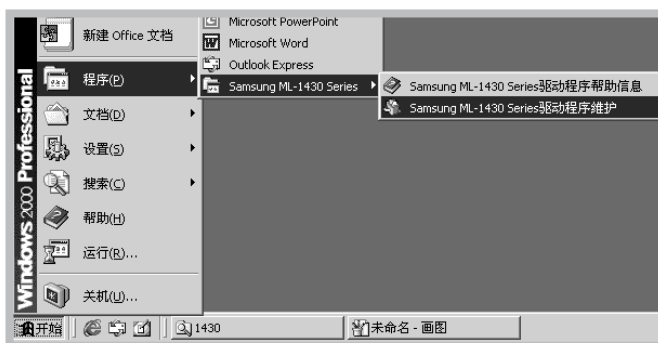 Windows 2000 Professional
新建 Office 文档
程序(P)
文档(D)
设置(S)
搜索(C)
帮助(H)
运行(R)...
关机(U)...
Microsoft PowerPoint
Microsoft Word
Outlook Express
Samsung ML-1430 Series
Samsung ML-1430 Series驱动程序帮助信息
Samsung ML-1430 Series驱动程序维护
开始
1430
未命名 - 画图